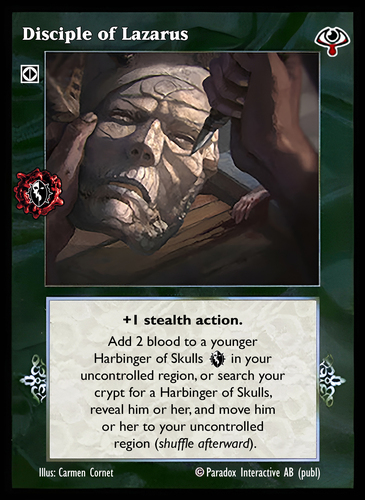 Disciple of Lazarus
+1 stealth action.
Add 2 blood to a younger
Harbinger of Skulls in your
uncontrolled region, or search your
crypt for a Harbinger of Skulls,
reveal him or her, and move him
or her to your uncontrolled
region (shuffle afterward).
Illus: Carmen Cornet © Paradox Interactive AB (publ)